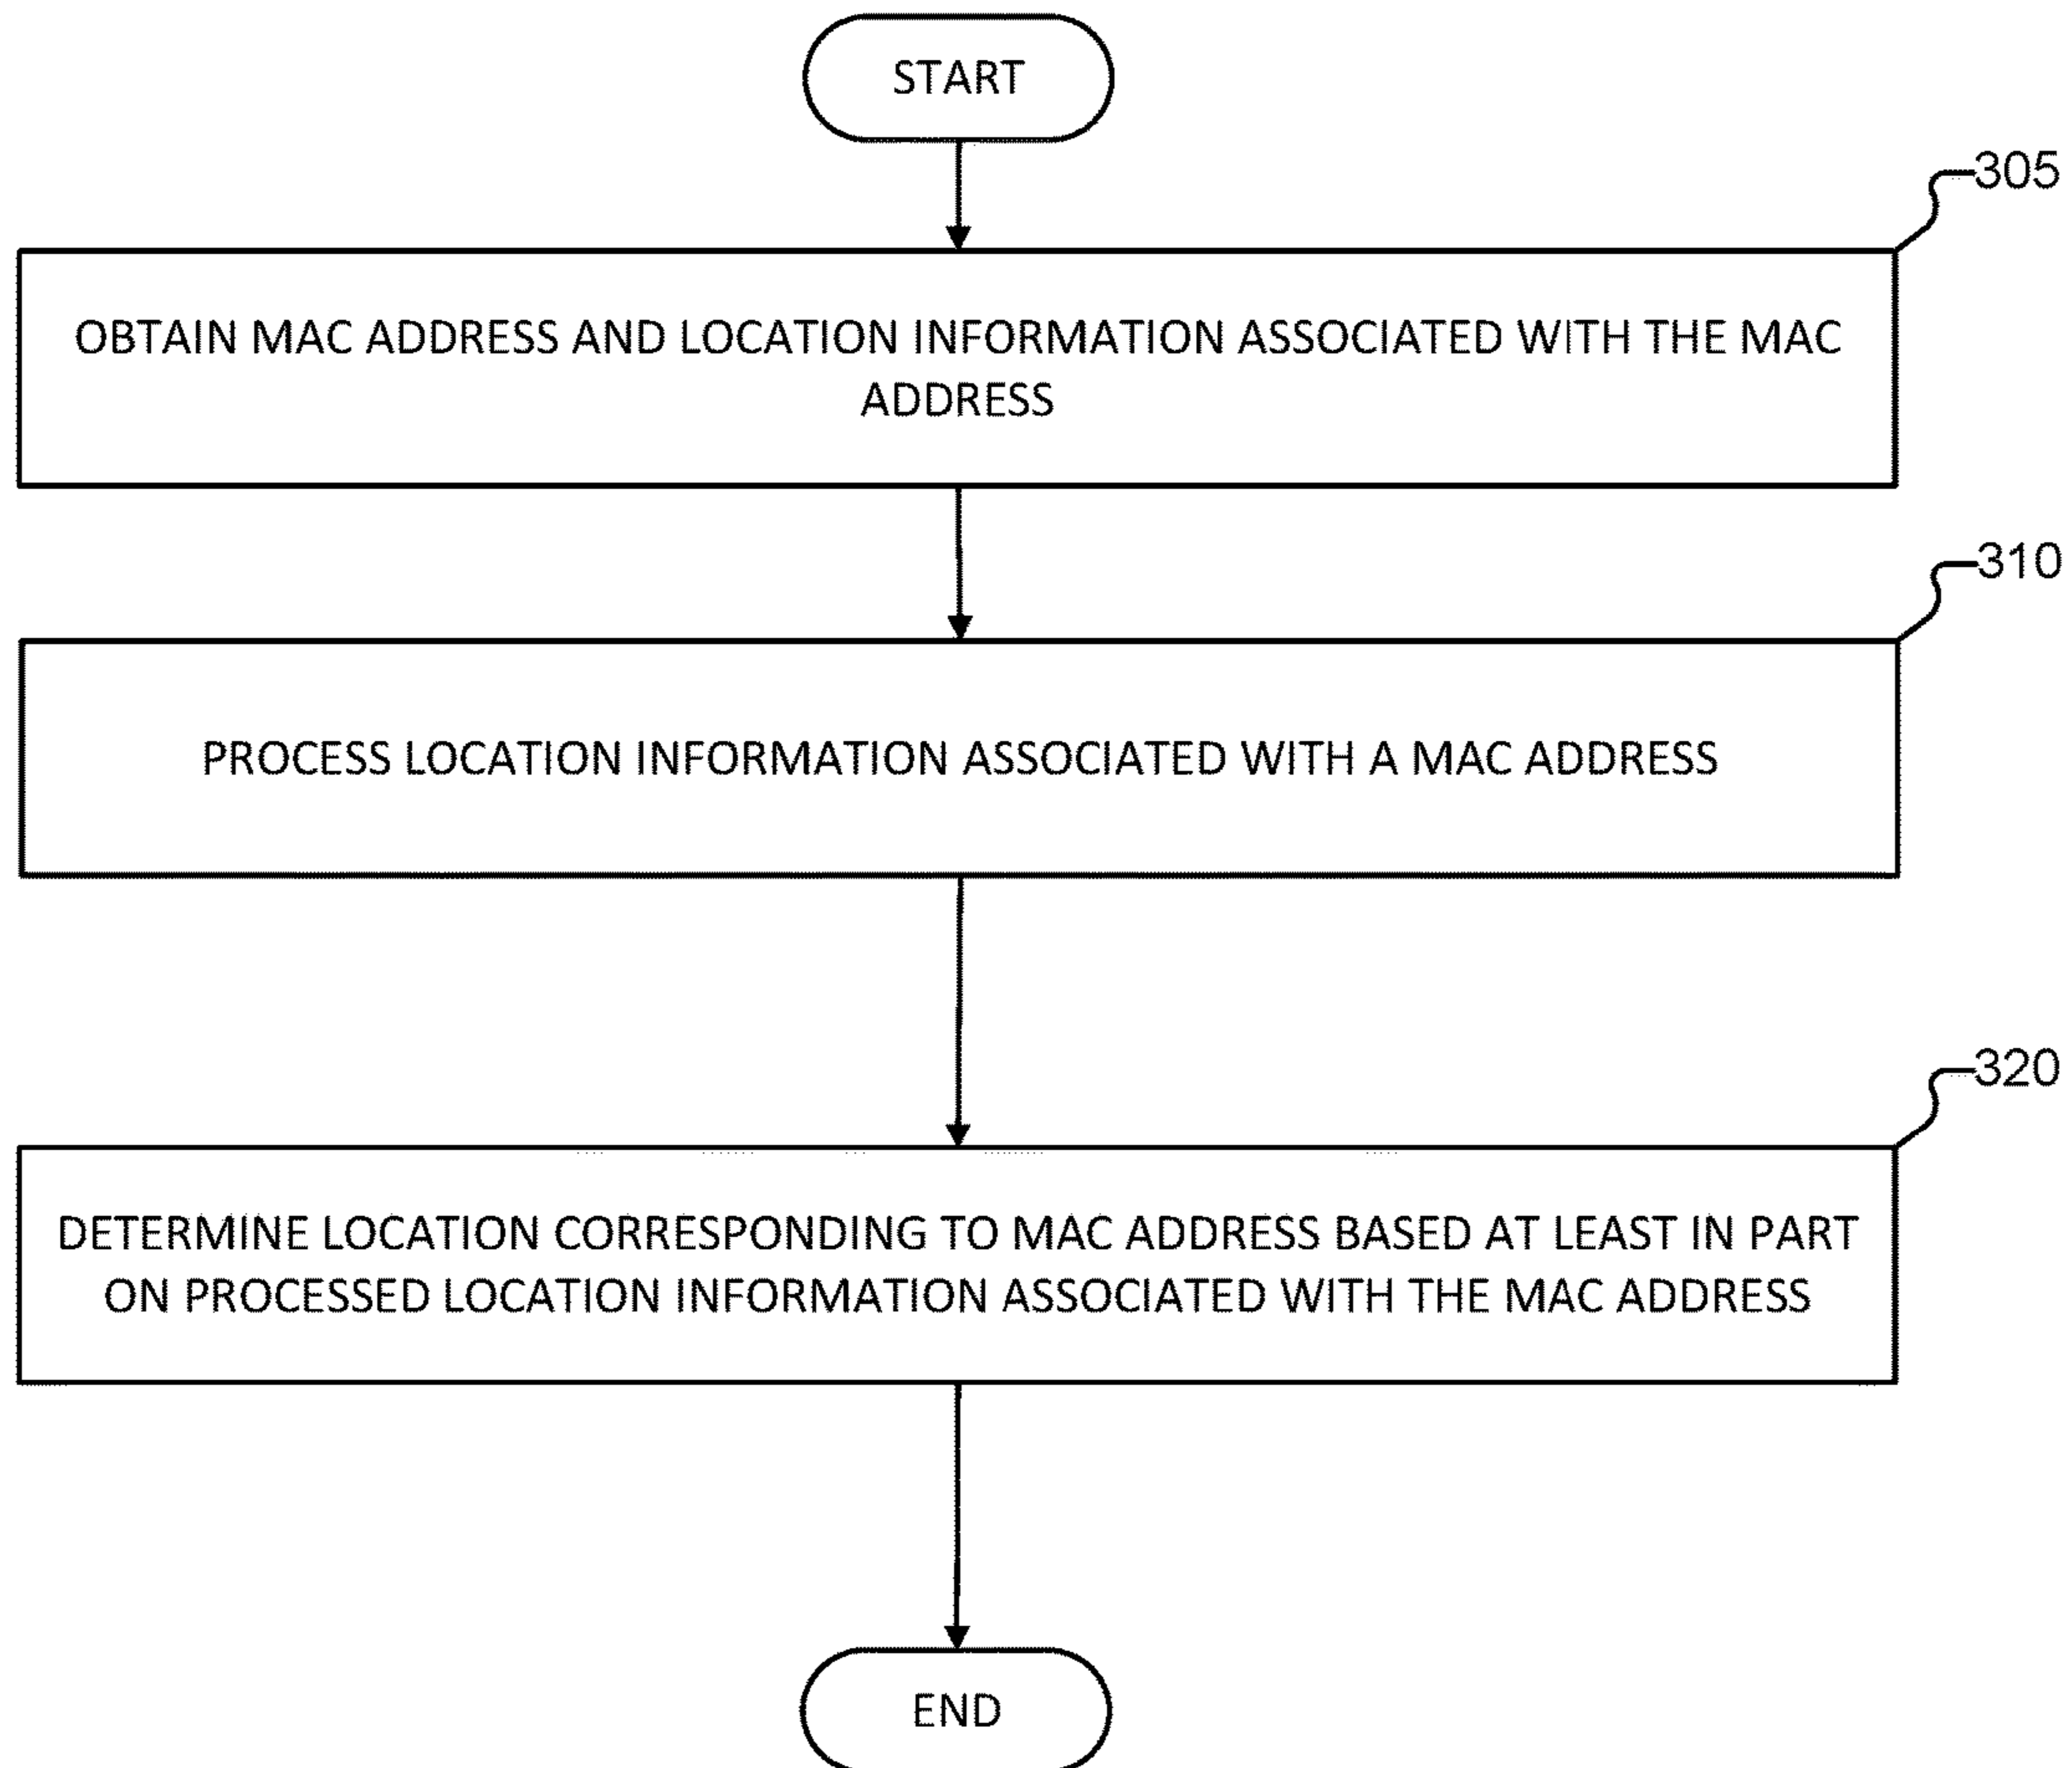 START
305
OBTAIN MAC ADDRESS AND LOCATION INFORMATION ASSOCIATED WITH THE MAC
ADDRESS
310
PROCESS LOCATION INFORMATION ASSOCIATED WITH A MAC ADDRESS
320
DETERMINE LOCATION CORRESPONDING TO MAC ADDRESS BASED AT LEAST IN PART
ON PROCESSED LOCATION INFORMATION ASSOCIATED WITH THE MAC ADDRESS
END